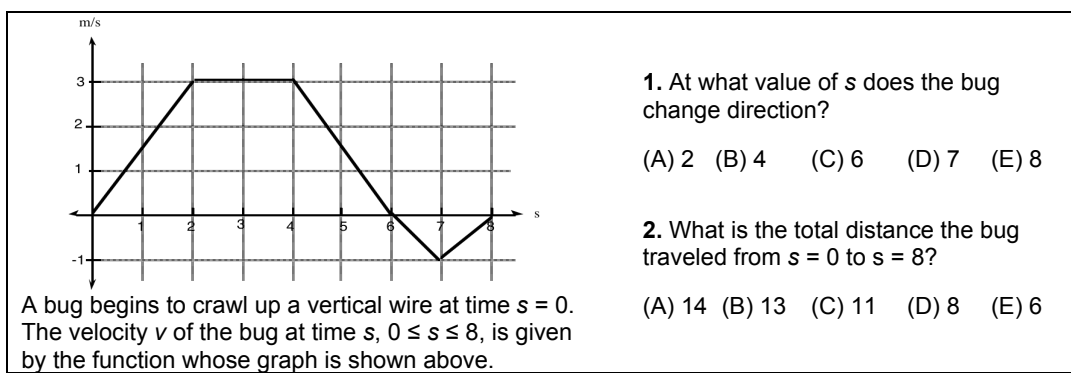 m/s
3
2
1
-1
1 2 3 4 5 6 7 8
s
A bug begins to crawl up a vertical wire at time s = 0.
The velocity v of the bug at time s, 0 ≤ s ≤ 8, is given
by the function whose graph is shown above.
1. At what value of s does the bug
change direction?
(A) 2 (B) 4 (C) 6 (D) 7 (E) 8
2. What is the total distance the bug
traveled from s = 0 to s = 8?
(A) 14 (B) 13 (C) 11 (D) 8 (E) 6